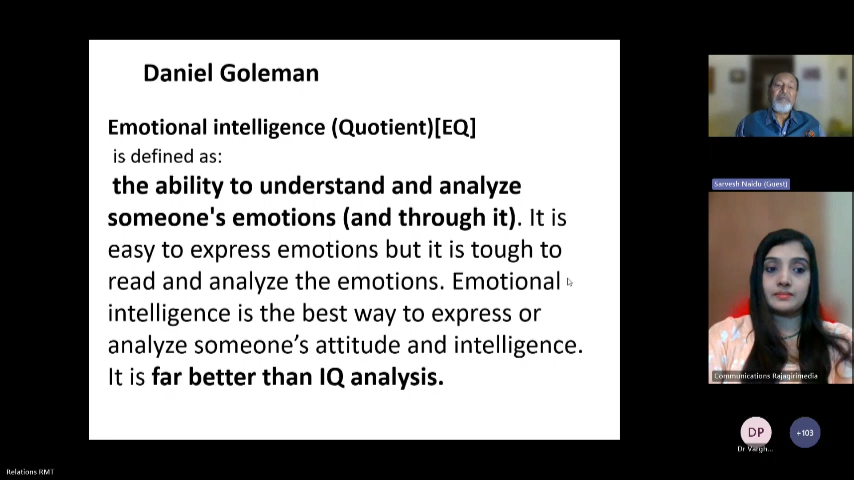 Daniel Goleman
Emotional intelligence (Quotient)[EQ]
is defined as:
the ability to understand and analyze
someone's emotions (and through it). It is
easy to express emotions but it is tough to
read and analyze the emotions. Emotional
intelligence is the best way to express or
analyze someone’s attitude and intelligence.
It is far better than IQ analysis.
Sarvesh Naidu (Guest)
Communications Rajagirimedia
DP
+103
Dr Vargh...
Relations RMT